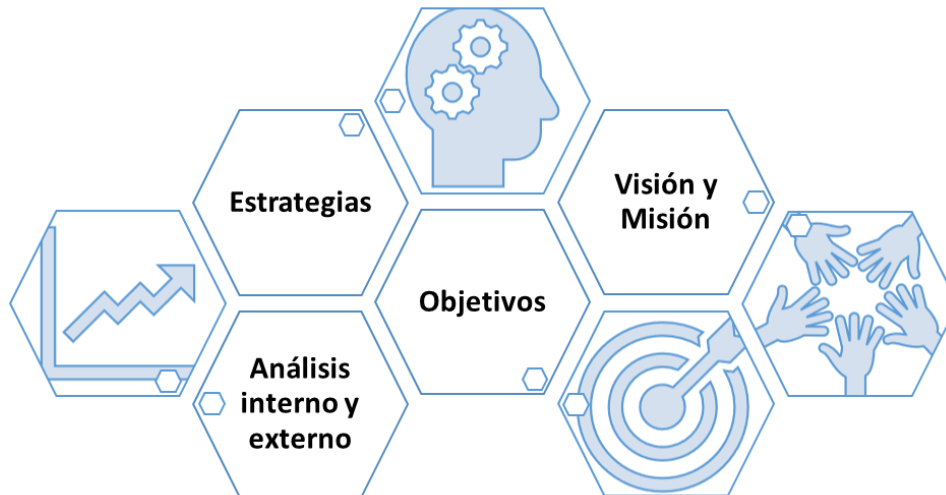 Estrategias
Visión y
Misión
Objetivos
Análisis
interno y
externo